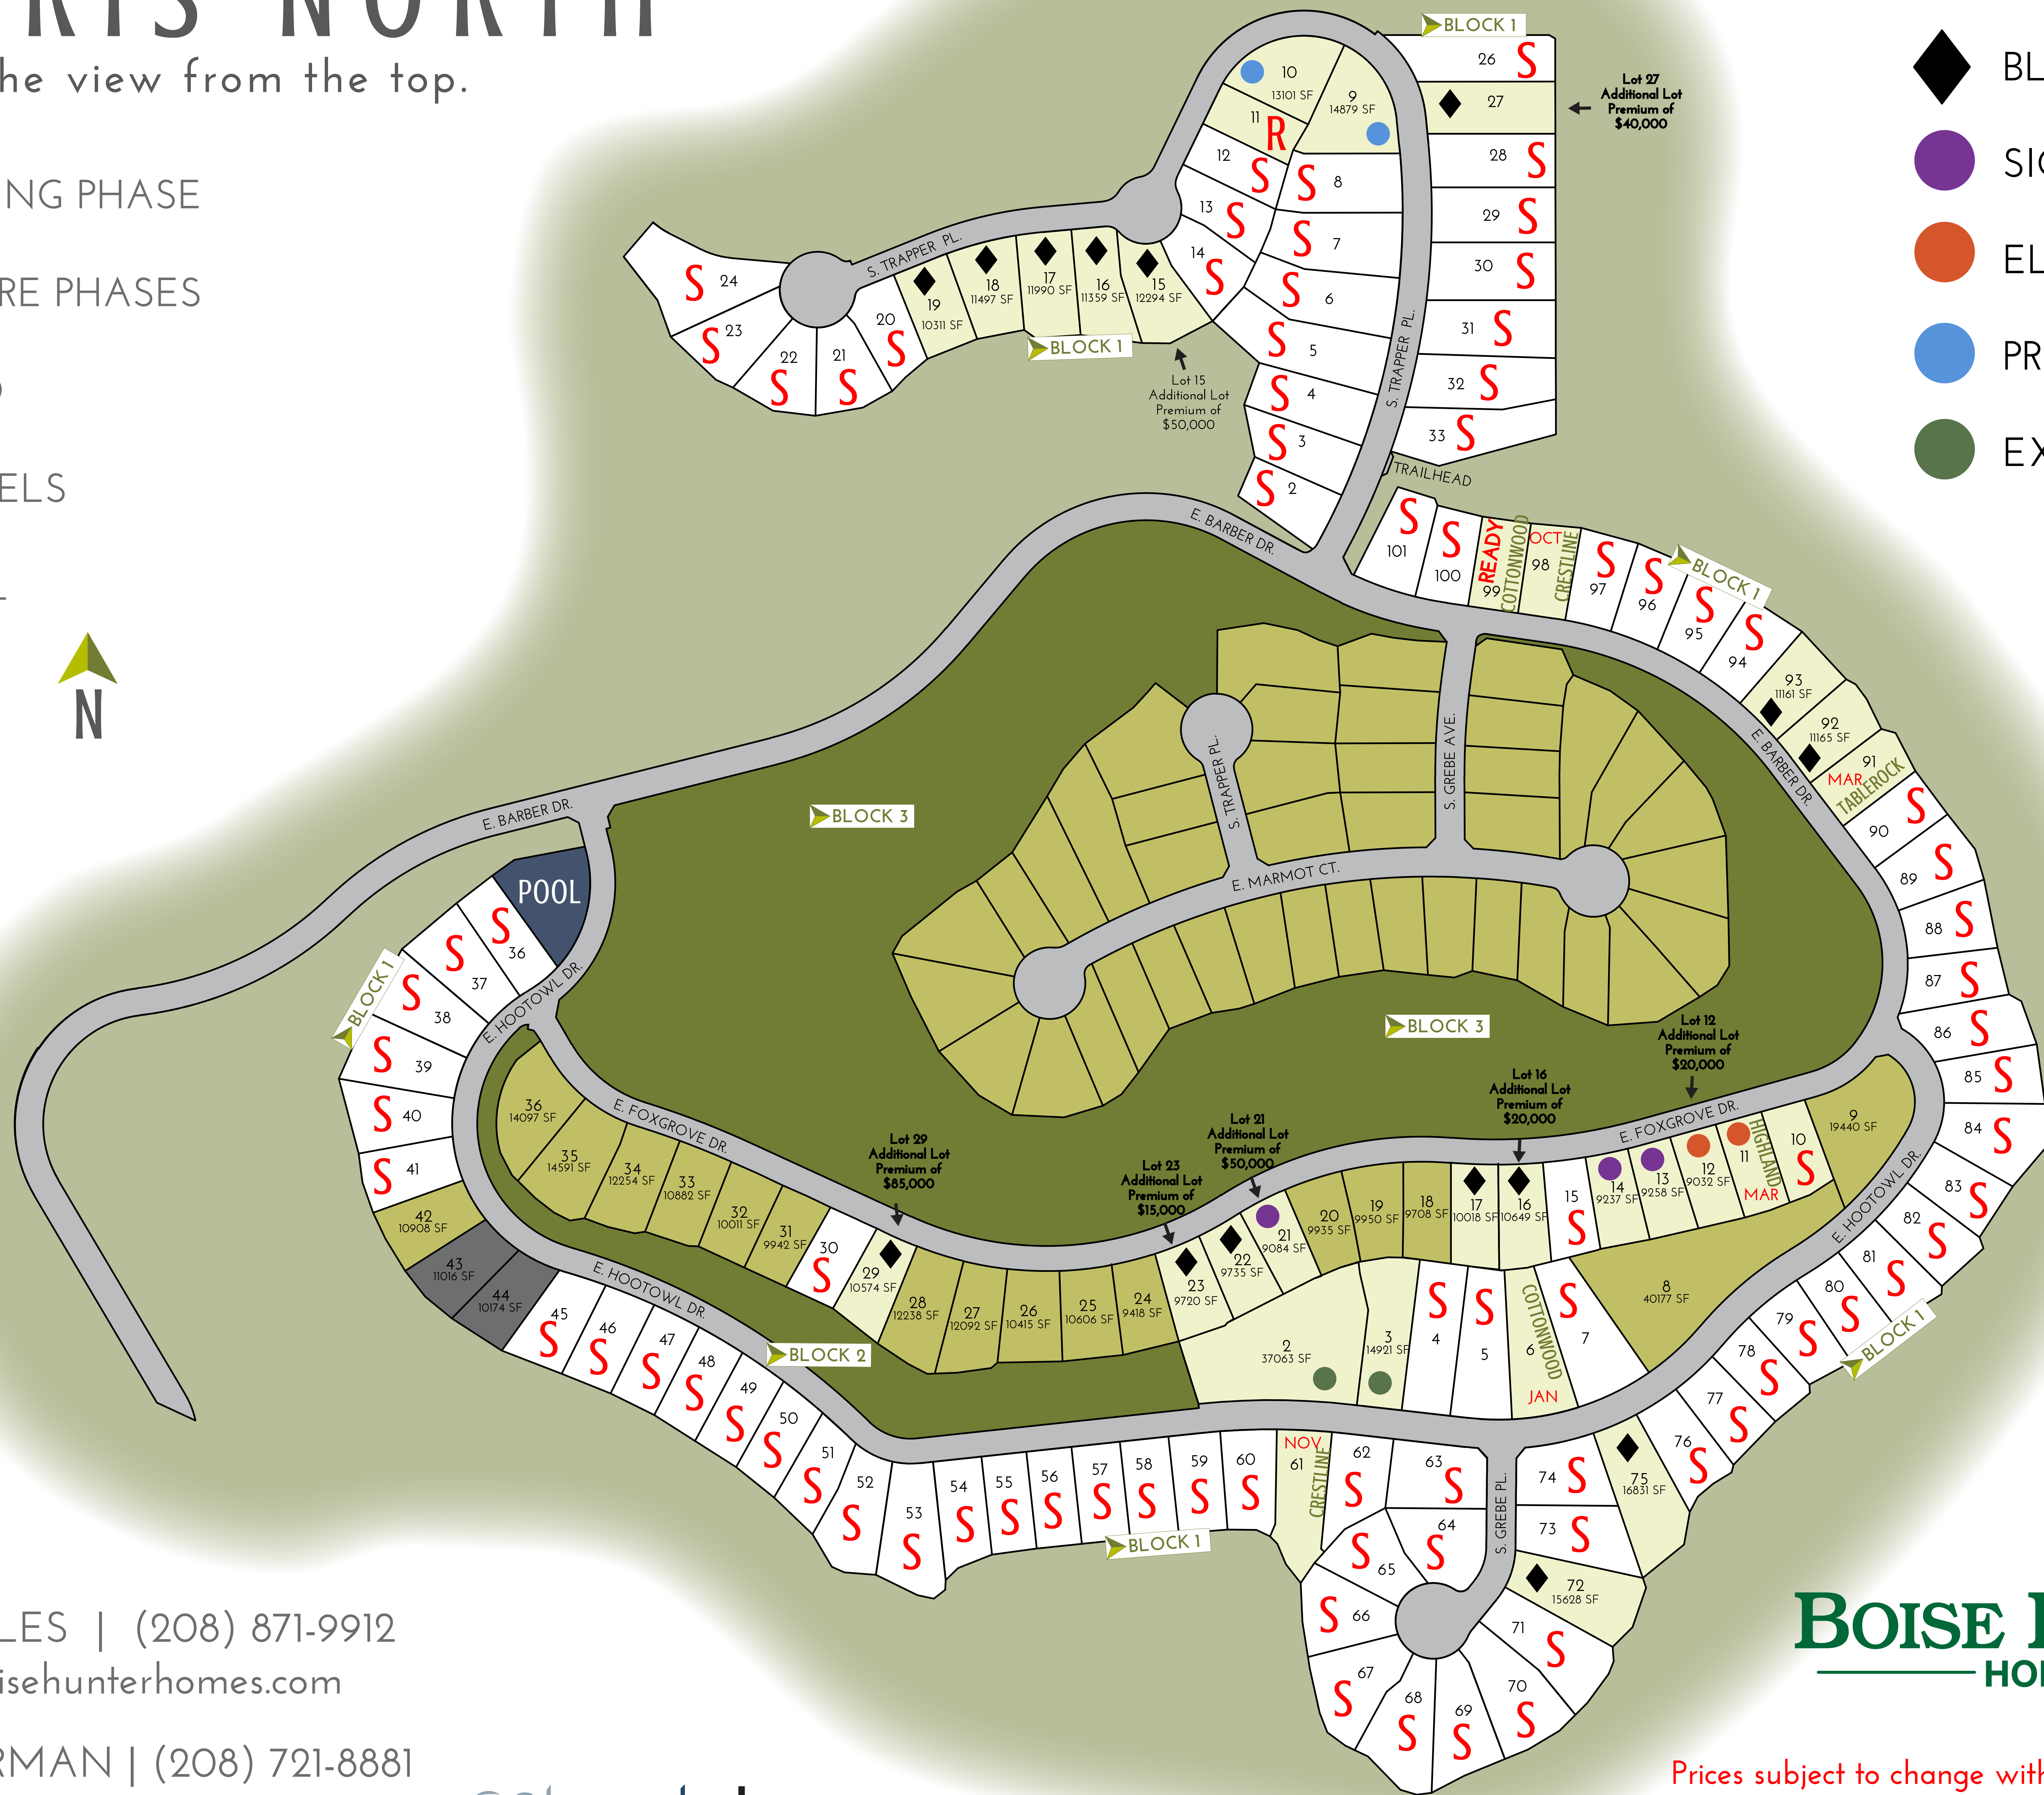 RTS NORTH
he view from the top.
NG PHASE
RE PHASES
ELS
N
BL
SIG
EL
PR
EX
BLOCK 1
26 S
27
Lot 27
Additional Lot
Premium of
$40,000
28 S
29 S
30 S
31 S
32 S
33 S
10
13101 SF
9
14879 SF
11 R
12 S
13 S
14 S
S 8
S 7
S 6
S 5
S 4
S 3
S 2
S. TRAPPER PL.
S. TRAPPER PL.
TRAILHEAD
S 24
S 23
22 S
21 S
20 S
19
10311 SF
18
11497 SF
17
11990 SF
16
11359 SF
15
12294 SF
BLOCK 1
Lot 15
Additional Lot
Premium of
$50,000
E. BARBER DR.
S 101
S 100
READY
COTTONWOOD
99
OCT
98
CRESTLINE
S 97
S 96
S 95
S 94
BLOCK 1
93
11161 SF
92
11165 SF
91
MAR
TABLEROCK
E. BARBER DR.
90 S
89 S
88 S
87 S
86 S
85 S
84 S
83 S
82 S
81 S
80 S
79 S
78 S
77 S
76 S
BLOCK 1
S. TRAPPER PL.
S. GREBE AVE.
E. MARMOT CT.
BLOCK 3
BLOCK 3
E. BARBER DR.
POOL
S 36
S 37
S 38
S 39
S 40
S 41
BLOCK 1
E. HOOTOWL DR.
42
10908 SF
43
11016 SF
44
10174 SF
36
14097 SF
35
14591 SF
34
12254 SF
33
10882 SF
32
10011 SF
31
9942 SF
30 S
29
10574 SF
28
12238 SF
27
12092 SF
26
10415 SF
25
10606 SF
24
9418 SF
23
9720 SF
22
9735 SF
21
9084 SF
20
9935 SF
19
9950 SF
18
9708 SF
17
10018 SF
16
10649 SF
15 S
14
9237 SF
13
9258 SF
12
9032 SF
11
HIGHLAND
MAR
10 S
9
19440 SF
8
40177 SF
E. FOXGROVE DR.
E. FOXGROVE DR.
E. HOOTOWL DR.
E. HOOTOWL DR.
Lot 29
Additional Lot
Premium of
$85,000
Lot 23
Additional Lot
Premium of
$15,000
Lot 21
Additional Lot
Premium of
$50,000
Lot 16
Additional Lot
Premium of
$20,000
Lot 12
Additional Lot
Premium of
$20,000
BLOCK 2
2
37063 SF
3
14921 SF
S 4
S 5
COTTONWOOD
6
JAN
S 7
45 S
46 S
47 S
48 S
49 S
50 S
51 S
52 S
53 S
54 S
55 S
56 S
57 S
58 S
59 S
60 S
BLOCK 1
NOV
61
CRESTLINE
62 S
63 S
64 S
S 65
S 66
67 S
68 S
69 S
70 S
71 S
72
15628 SF
73 S
74 S
75
16831 SF
S. GREBE PL.
LES | (208) 871-9912
isehunterhomes.com
RMAN | (208) 721-8881
BOISE
HO
Prices subject to change with